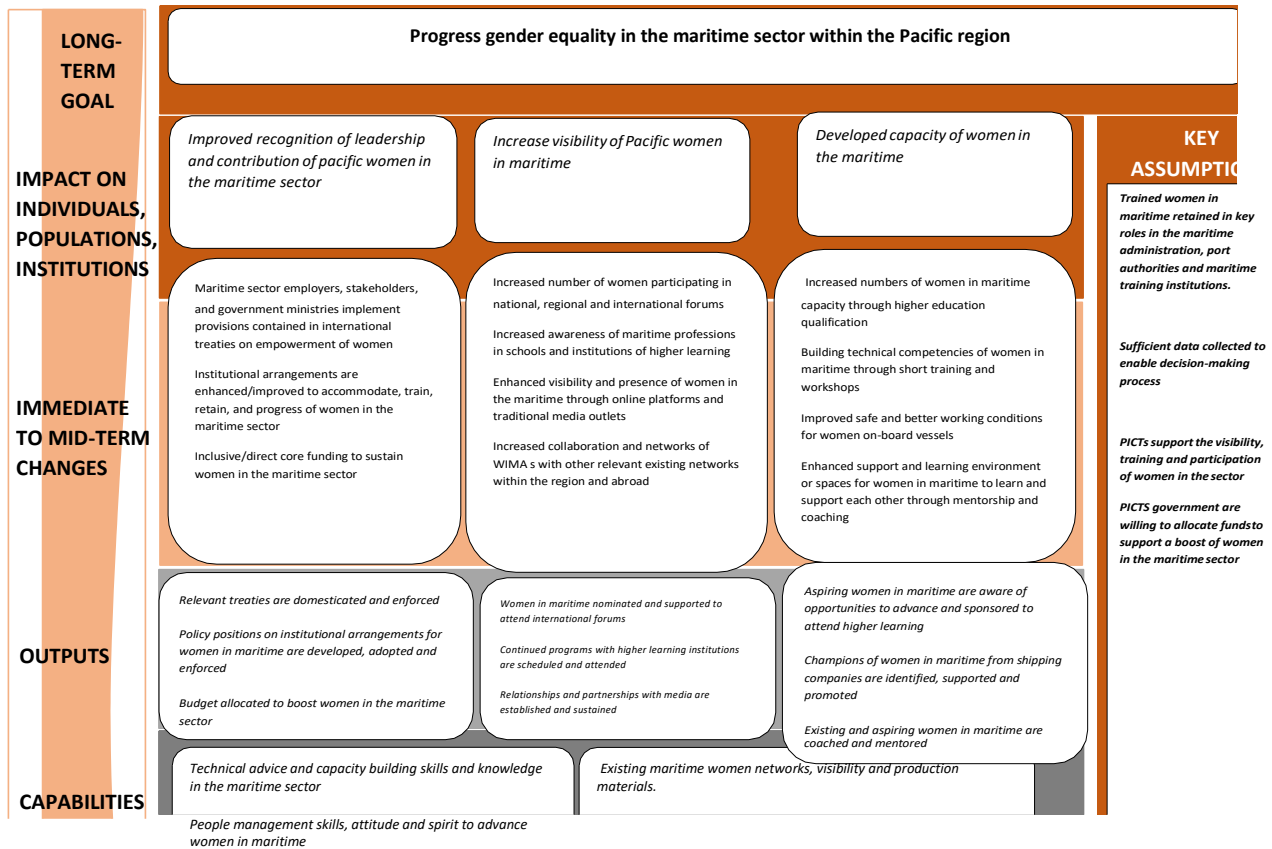 LONG-
TERM
GOAL
Progress gender equality in the maritime sector within the Pacific region
IMPACT ON
INDIVIDUALS,
POPULATIONS,
INSTITUTIONS
Improved recognition of leadership
and contribution of pacific women in
the maritime sector
Increase visibility of Pacific women
in maritime
Developed capacity of women in
the maritime
KEY
ASSUMPTIO
Trained women in
maritime retained in key
roles in the maritime
administration, port
authorities and maritime
training institutions.
Sufficient data collected to
enable decision-making
process
PICTs support the visibility,
training and participation
of women in the sector
PICTS government are
willing to allocate funds to
support a boost of women
in the maritime sector
IMMEDIATE
TO MID-TERM
CHANGES
Maritime sector employers, stakeholders,
and government ministries implement
provisions contained in international
treaties on empowerment of women
Institutional arrangements are
enhanced/improved to accommodate, train,
retain, and progress of women in the
maritime sector
Inclusive/direct core funding to sustain
women in the maritime sector
Increased number of women participating in
national, regional and international forums
Increased awareness of maritime professions
in schools and institutions of higher learning
Enhanced visibility and presence of women in
the maritime through online platforms and
traditional media outlets
Increased collaboration and networks of
WIMA s with other relevant existing networks
within the region and abroad
Increased numbers of women in maritime
capacity through higher education
qualification
Building technical competencies of women in
maritime through short training and
workshops
Improved safe and better working conditions
for women on-board vessels
Enhanced support and learning environment
or spaces for women in maritime to learn and
support each other through mentorship and
coaching
OUTPUTS
Relevant treaties are domesticated and enforced
Policy positions on institutional arrangements for
women in maritime are developed, adopted and
enforced
Budget allocated to boost women in the maritime
sector
Women in maritime nominated and supported to
attend international forums
Continued programs with higher learning institutions
are scheduled and attended
Relationships and partnerships with media are
established and sustained
Aspiring women in maritime are aware of
opportunities to advance and sponsored to
attend higher learning
Champions of women in maritime from shipping
companies are identified, supported and
promoted
Existing and aspiring women in maritime are
coached and mentored
CAPABILITIES
Technical advice and capacity building skills and knowledge
in the maritime sector
People management skills, attitude and spirit to advance
women in maritime
Existing maritime women networks, visibility and production
materials.